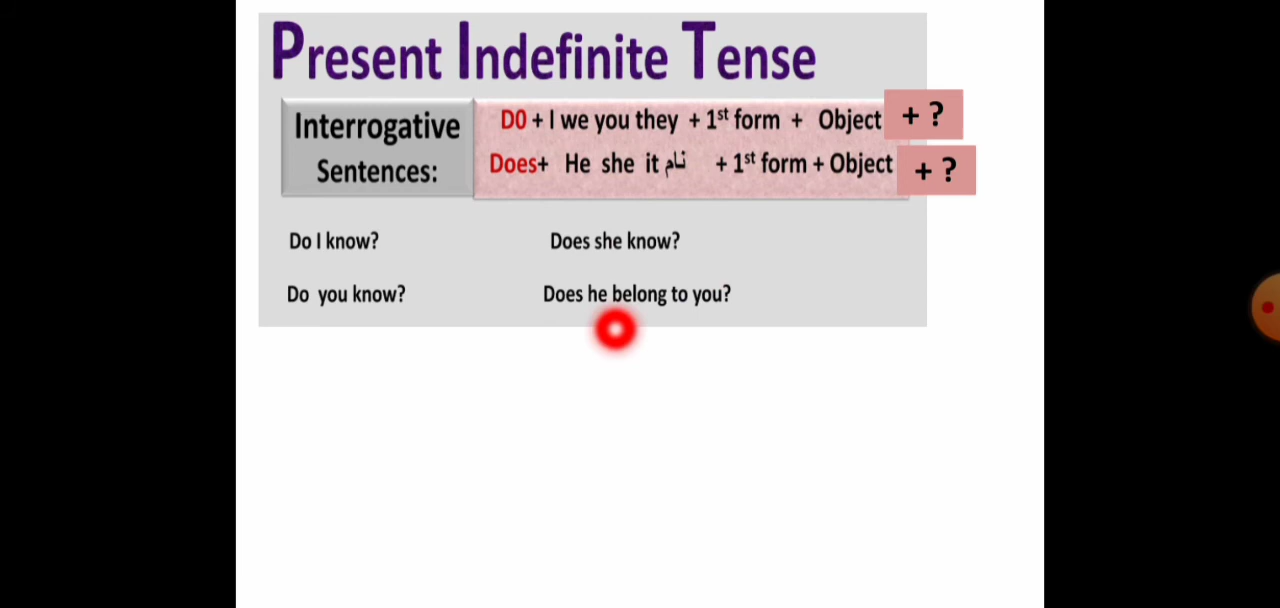 Present Indefinite Tense
Interrogative
Sentences:
DO + I we you they + 1st form + Object + ?
Does+ He she it نام + 1st form + Object + ?
Do I know? Does she know?
Do you know? Does he belong to you?